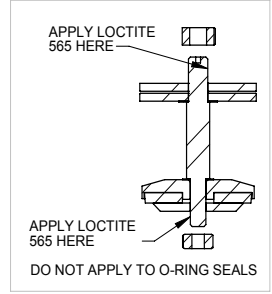 APPLY LOCTITE
565 HERE
APPLY LOCTITE
565 HERE
DO NOT APPLY TO O-RING SEALS